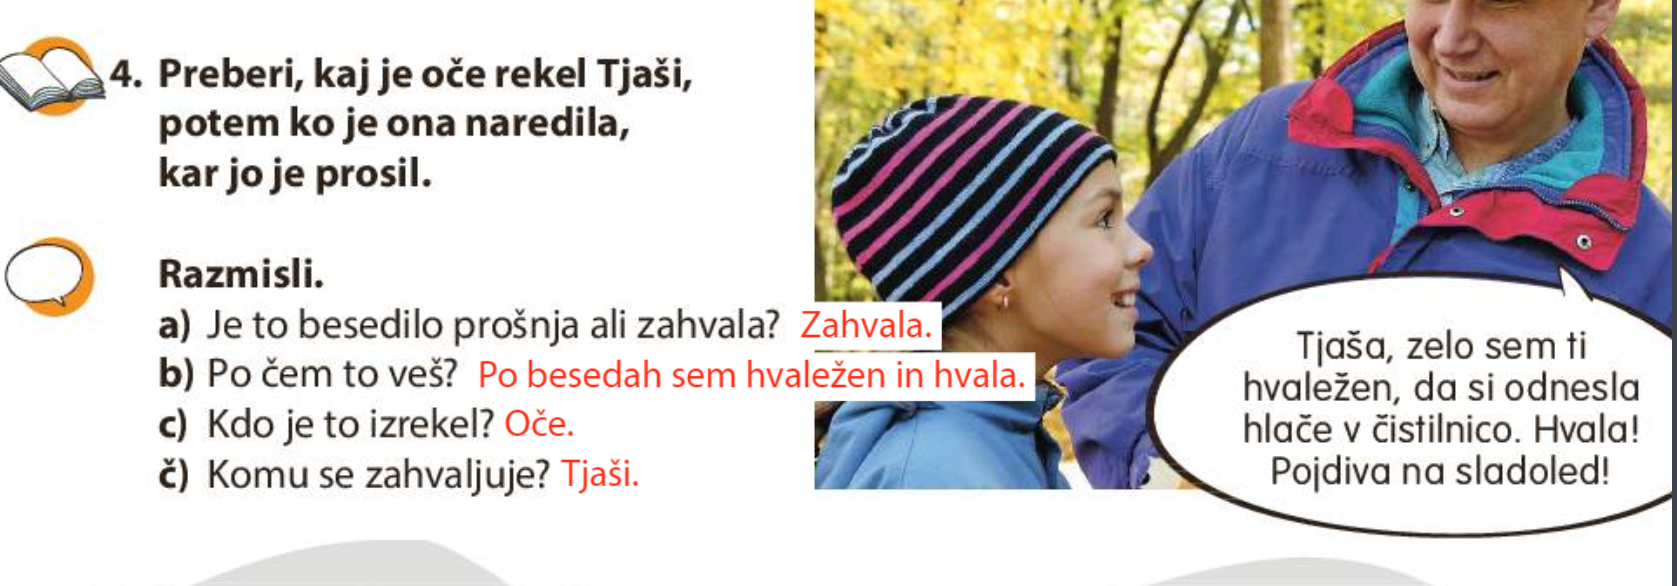 4. Preberi, kaj je oče rekel Tjaši,
potem ko je ona naredila,
kar jo je prosil.
Razmisli.
a) Je to besedilo prošnja ali zahvala? Zahvala.
b) Po čem to veš? Po besedah sem hvaležen in hvala.
c) Kdo je to izrekel? Oče.
č) Komu se zahvaljuje? Tjaši.
Tjaša, zelo sem ti
hvaležen, da si odnesla
hlače v čistilnico. Hvala!
Pojdiva na sladoled!